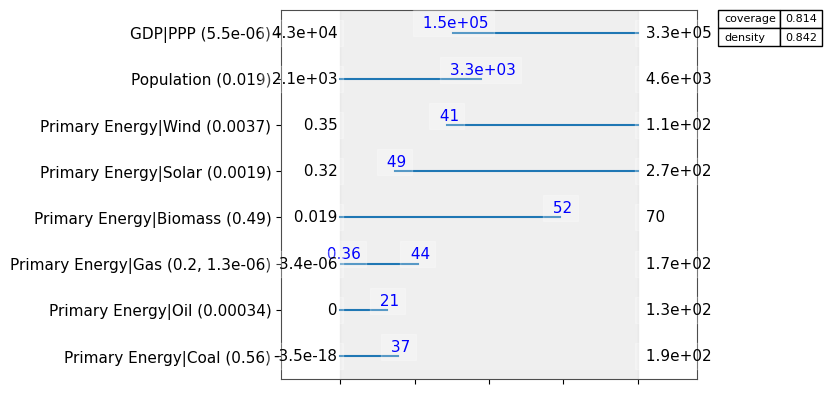 GDP|PPP (5.5e-06) 4.3e+04 1.5e+05 3.3e+05
Population (0.019) 2.1e+03 3.3e+03 4.6e+03
Primary Energy|Wind (0.0037) 0.35 41 1.1e+02
Primary Energy|Solar (0.0019) 0.32 49 2.7e+02
Primary Energy|Biomass (0.49) 0.019 52 70
Primary Energy|Gas (0.2, 1.3e-06) -3.4e-06 0.36 44 1.7e+02
Primary Energy|Oil (0.00034) 0 21 1.3e+02
Primary Energy|Coal (0.56) -3.5e-18 37 1.9e+02
coverage 0.814
density 0.842